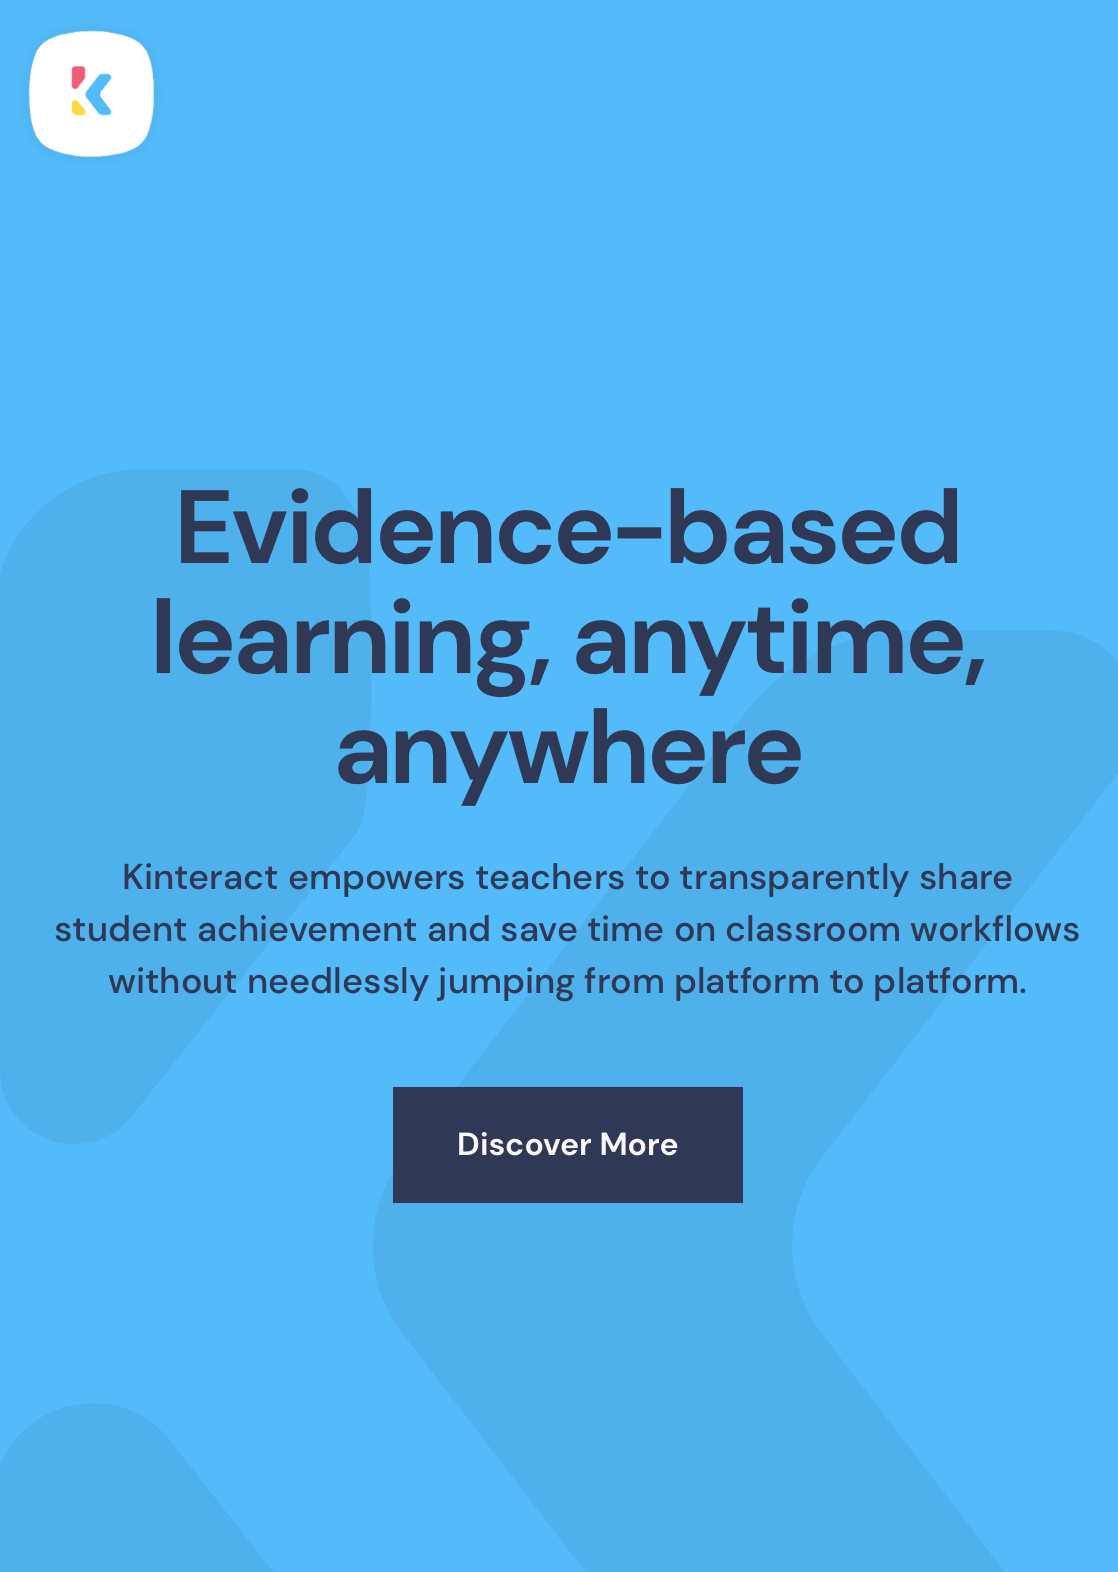 Evidence-based
learning, anytime,
anywhere
Kinteract empowers teachers to transparently share
student achievement and save time on classroom workflows
without needlessly jumping from platform to platform.
Discover More